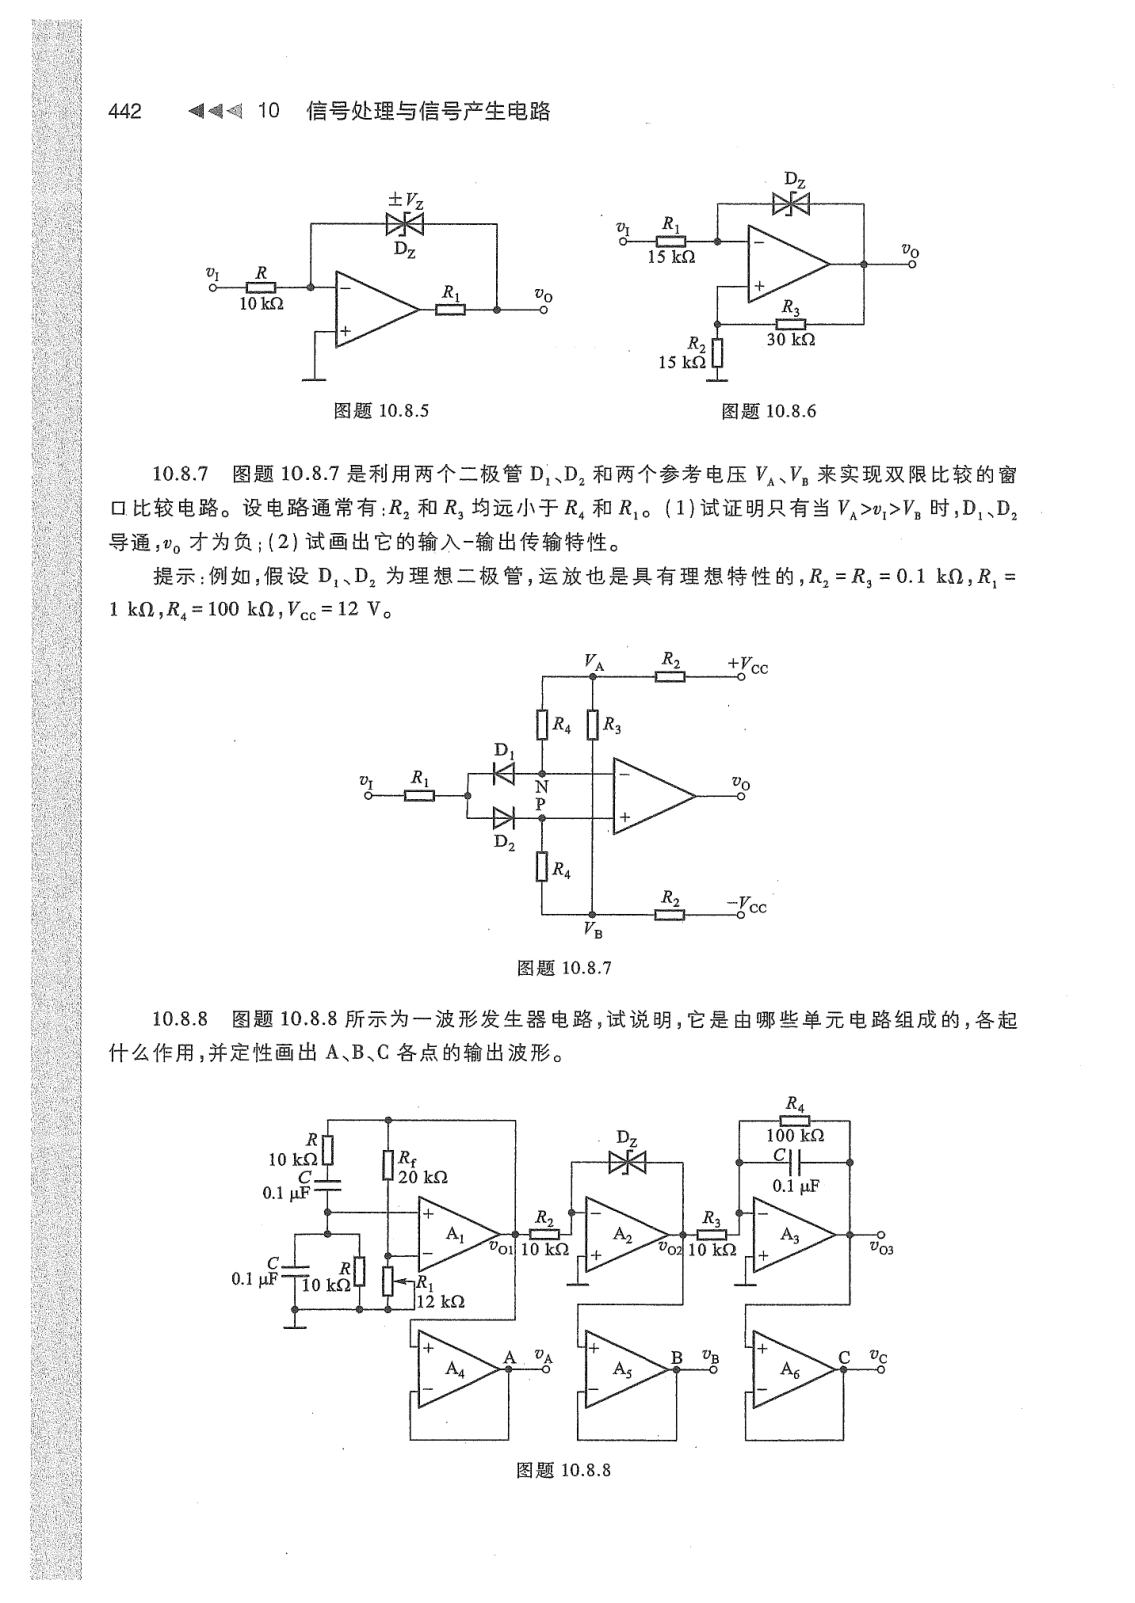 442 10 信号处理与信号产生电路
±VZ
DZ
vI
R
10 kΩ
−
+
R1
vO
图题 10.8.5
DZ
vI
R1
15 kΩ
−
+
vO
R3
30 kΩ
R2
15 kΩ
图题 10.8.6
10.8.7 图题 10.8.7 是利用两个二极管 D1、D2 和两个参考电压 VA、VB 来实现双限比较的窗
口比较电路。设电路通常有:R2 和 R3 均远小于 R4 和 R1。(1)试证明只有当 VA>vI>VB 时,D1、D2
导通,vO 才为负;(2)试画出它的输入-输出传输特性。
提示:例如,假设 D1、D2 为理想二极管,运放也是具有理想特性的,R2=R3=0.1 kΩ,R1=
1 kΩ,R4=100 kΩ,VCC=12 V。
VA
R2
+VCC
R4
R3
D1
vI
R1
N
P
−
+
vO
D2
R4
R2
−VCC
VB
图题 10.8.7
10.8.8 图题 10.8.8 所示为一波形发生器电路,试说明,它是由哪些单元电路组成的,各起
什么作用,并定性画出 A、B、C 各点的输出波形。
R4
100 kΩ
C
0.1 μF
R
10 kΩ
C
0.1 μF
Rf
20 kΩ
DZ
+
A1
−
vO1
R2
10 kΩ
−
A2
+
vO2
R3
10 kΩ
−
A3
+
vO3
C
0.1 μF
R
10 kΩ
R1
12 kΩ
+
A4
−
A
vA
+
A5
−
B
vB
+
A6
−
C
vC
图题 10.8.8